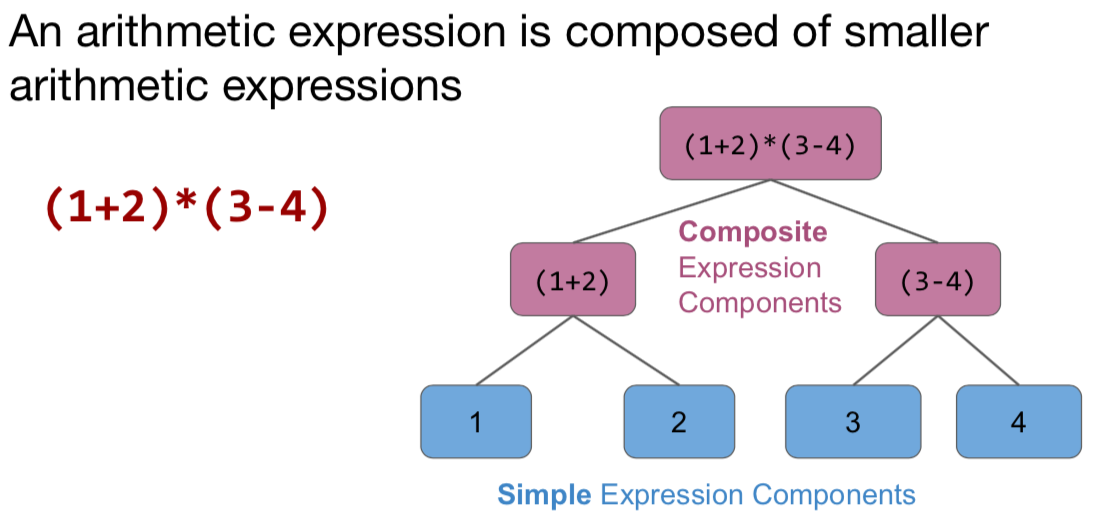 An arithmetic expression is composed of smaller
arithmetic expressions
(1+2)*(3-4)
(1+2)*(3-4)
Composite
Expression
Components
(1+2)
(3-4)
1
2
3
4
Simple Expression Components